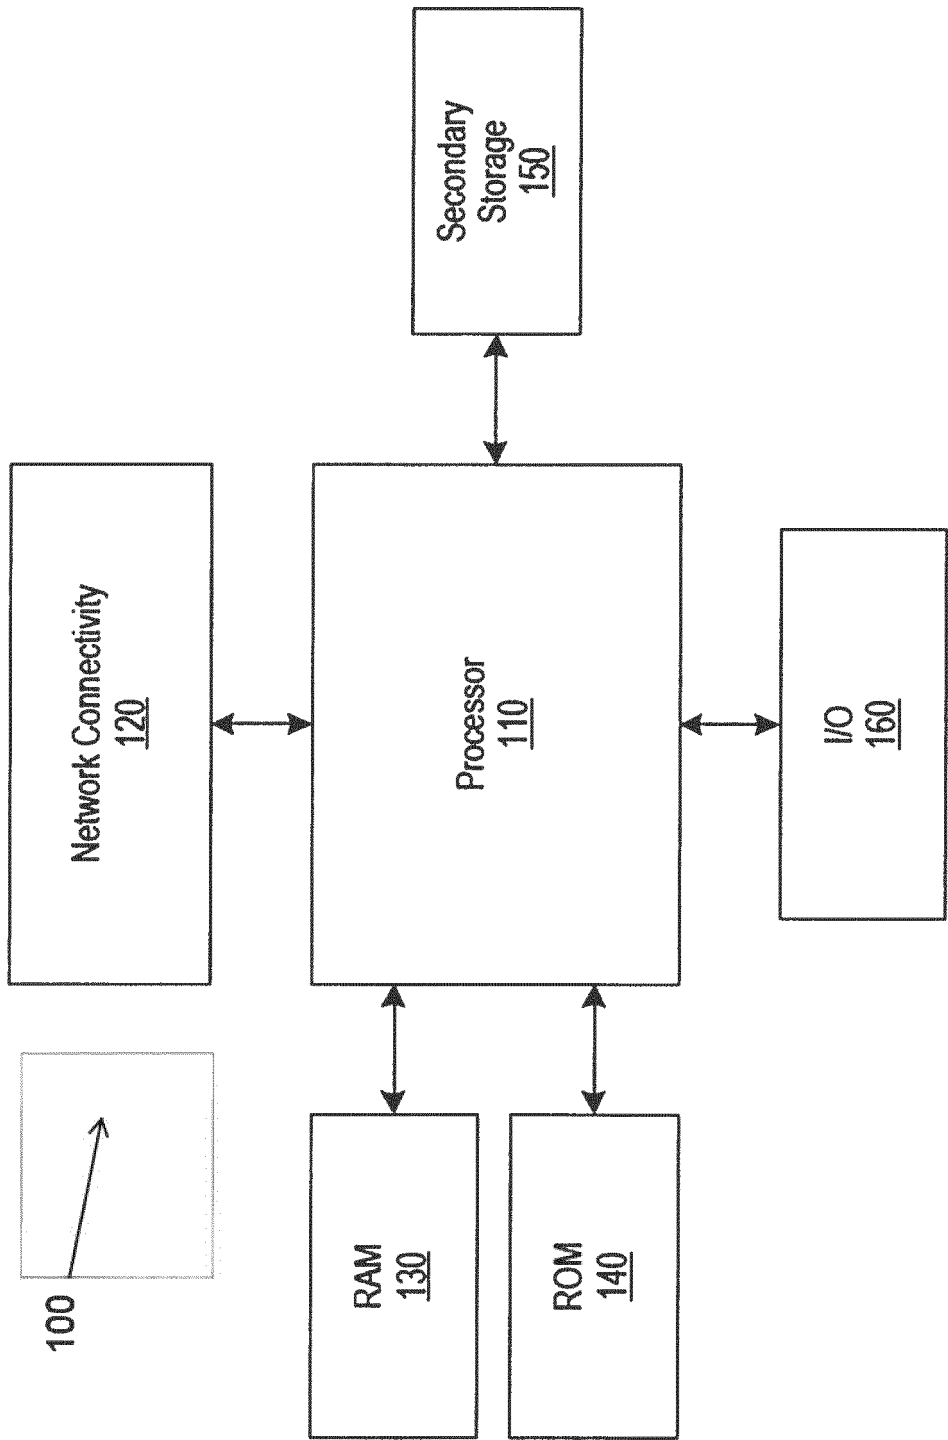 100
Network Connectivity
120
RAM
130
ROM
140
Processor
110
Secondary
Storage
150
I/O
160